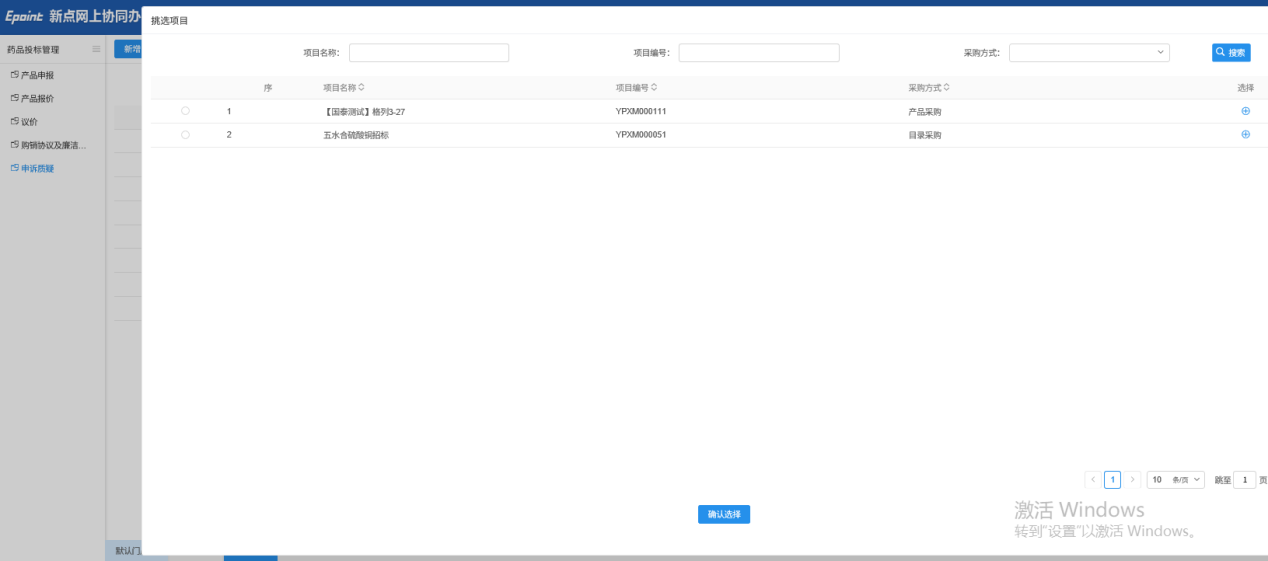 Epoint 新点网上协同办
挑选项目
药品投标管理
新增
产品申报
产品报价
议价
购销协议及廉洁...
申诉质疑
项目名称：
项目编号：
采购方式：
搜索
序 项目名称 项目编号 采购方式 选择
1 【国泰测试】格列3-27 YPXM000111 产品采购
2 五水合硫酸铜招标 YPXM000051 目录采购
1 10 条/页 跳至 1 页
确认选择
激活 Windows
转到"设置"以激活 Windows。
默认门